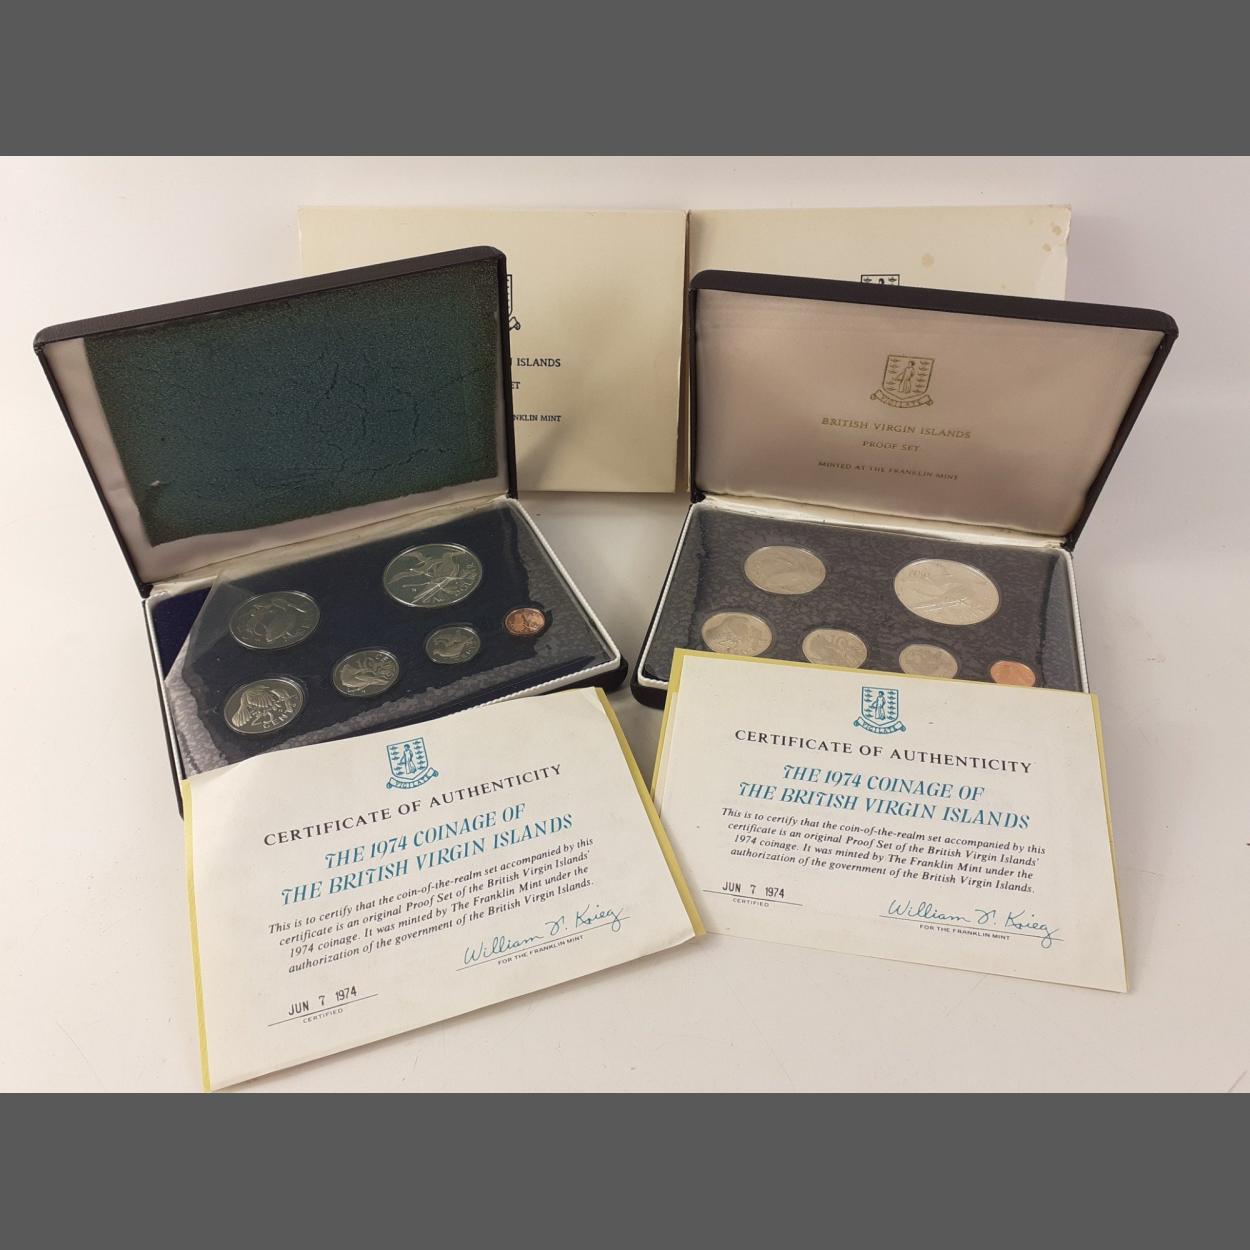 ISLANDS
NKLIN MINT
BRITISH VIRGIN ISLANDS
PROOF SET
MINTED AT THE FRANKLIN MINT
CERTIFICATE OF AUTHENTICITY
THE 1974 COINAGE OF
THE BRITISH VIRGIN ISLANDS
This is to certify that the coin-of-the-realm set accompanied by this
certificate is an original Proof Set of the British Virgin Islands'
1974 coinage. It was minted by The Franklin Mint under the
authorization of the government of the British Virgin Islands.
William T. Krieg
FOR THE FRANKLIN MINT
JUN 7 1974
CERTIFIED
VIGILATE
CERTIFICATE OF AUTHENTICITY
THE 1974 COINAGE OF
THE BRITISH VIRGIN ISLANDS
This is to certify that the coin-of-the-realm set accompanied by this
certificate is an original Proof Set of the British Virgin Islands'
1974 coinage. It was minted by The Franklin Mint under the
authorization of the government of the British Virgin Islands.
JUN 7 1974
CERTIFIED
William T. Krieg
FOR THE FRANKLIN MINT